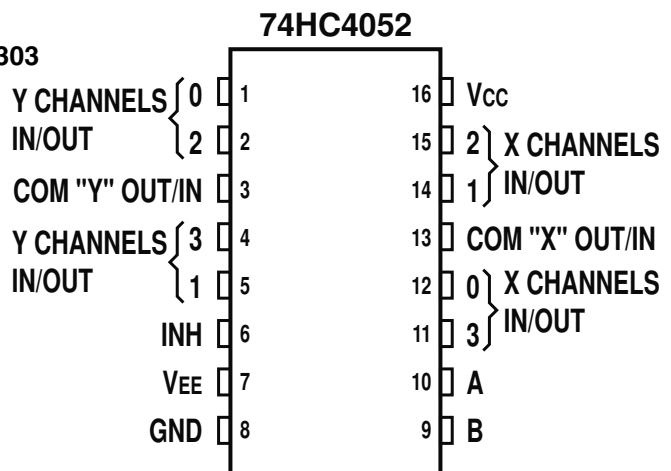 74HC4052
303
Y CHANNELS 0 1
IN/OUT 2 2
COM "Y" OUT/IN 3
Y CHANNELS 3 4
IN/OUT 1 5
INH 6
VEE 7
GND 8
16 VCC
15 2 X CHANNELS
14 1 IN/OUT
13 COM "X" OUT/IN
12 0 X CHANNELS
11 3 IN/OUT
10 A
9 B